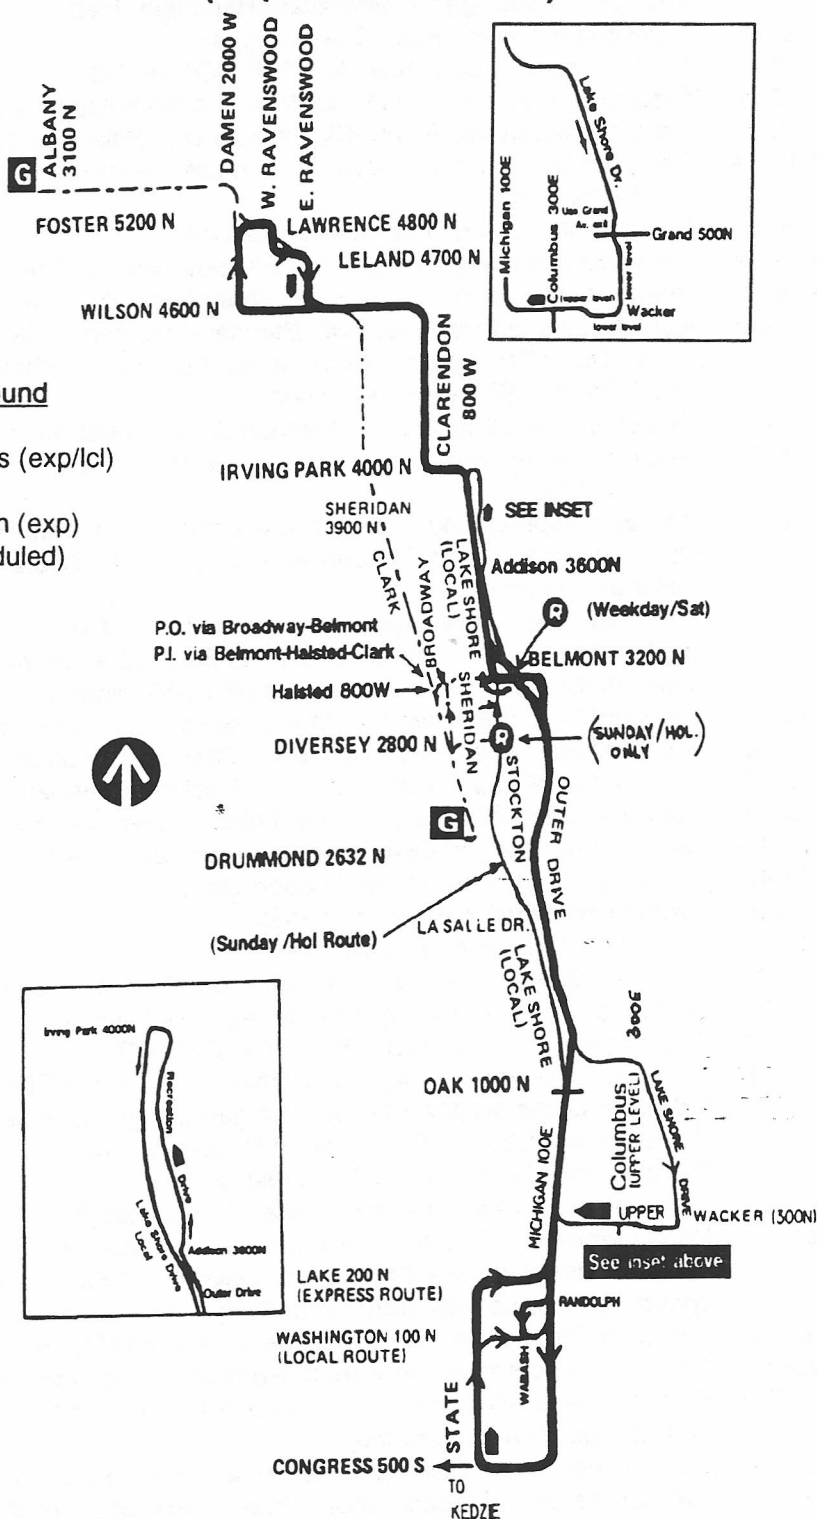 DAMEN 2000 W
W. RAVENSWOOD
E. RAVENSWOOD
ALBANY
3100 N
G
FOSTER 5200 N
LAWRENCE 4800 N
LELAND 4700 N
WILSON 4600 N
Lake Shore Dr.
Michigan 100E
Columbus 300E
Use Grand
Av. exit
Grand 500N
(upper level)
lower level
Wacker
lower level
CLARENDON
800 W
IRVING PARK 4000 N
SHERIDAN
3900 N
SEE INSET
CLARK
BROADWAY
LAKE SHORE
(LOCAL)
Addison 3600N
R
(Weekday/Sat)
P.O. via Broadway-Belmont
P.I. via Belmont-Halsted-Clark
BELMONT 3200 N
Halsted 800W
SHERIDAN
DIVERSEY 2800 N
R
(SUNDAY/HOL.
ONLY)
STOCKTON
OUTER DRIVE
G
DRUMMOND 2632 N
(Sunday /Hol Route)
LA SALLE DR.
LAKE SHORE
(LOCAL)
300E
OAK 1000 N
LAKE SHORE
DRIVE
Columbus
(UPPER LEVEL)
MICHIGAN 100E
UPPER
WACKER (300N)
See inset above
Irving Park 4000N
Recreation
Drive
Lake Shore Drive
Local
Addison 3600N
Outer Drive
LAKE 200 N
(EXPRESS ROUTE)
RANDOLPH
WASHINGTON 100 N
(LOCAL ROUTE)
WABASH
STATE
CONGRESS 500 S
TO
KEDZIE
(exp/lcl)
(exp)